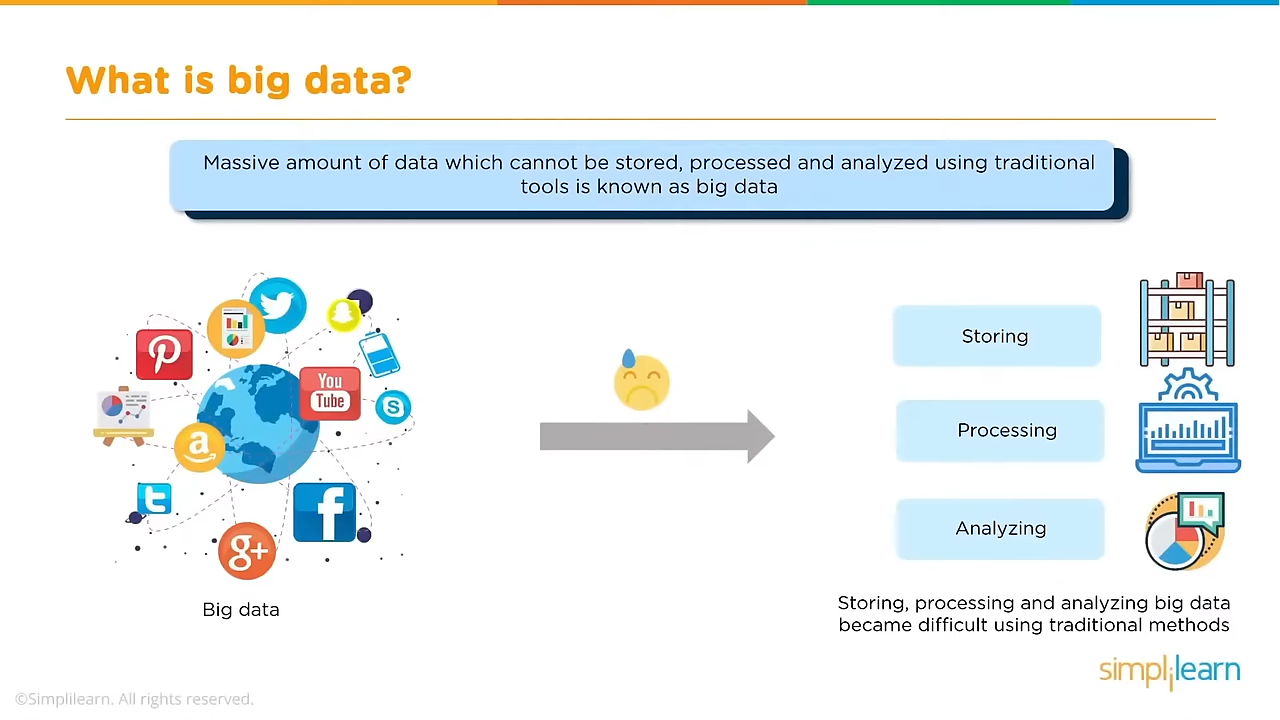 What is big data?
Massive amount of data which cannot be stored, processed and analyzed using traditional
tools is known as big data
You
Tube
a
S
t
f
g+
Big data
Storing
Processing
Analyzing
Storing, processing and analyzing big data
became difficult using traditional methods
simplilearn
©Simplilearn. All rights reserved.